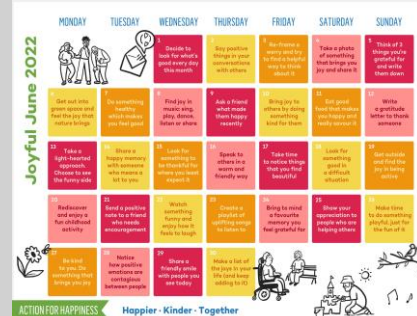 MONDAY TUESDAY WEDNESDAY THURSDAY FRIDAY SATURDAY SUNDAY
Joyful June 2022
1
Decide to
look for what's
good every day
this month
2
Say positive
things in your
conversations
with others
3
Re-frame a
worry and try
to find a helpful
way to think
about it
4
Take a photo
of something
that brings you
joy and share it
5
Think of 3
things you're
grateful for
and write
them down
6
Get out into
green space and
feel the joy that
nature brings
7
Do something
healthy
which makes
you feel good
8
Find joy in
music: sing,
play, dance,
listen or share
9
Ask a friend
what made
them happy
recently
10
Bring joy to
others by doing
something
kind for them
11
Eat good
food that makes
you happy and
really savour it
12
Write
a gratitude
letter to thank
someone
13
Take a
light-hearted
approach.
Choose to see
the funny side
14
Share a
happy memory
with someone
who means a
lot to you
15
Look for
something to
be thankful for
where you least
expect it
16
Speak to
others in a
warm and
friendly way
17
Take time
to notice things
that you find
beautiful
18
Look for
something
good in
a difficult
situation
19
Get outside
and find the
joy in being
active
20
Rediscover
and enjoy a
fun childhood
activity
21
Send a positive
note to a friend
who needs
encouragement
22
Watch
something
funny and
enjoy how it
feels to laugh
23
Create a
playlist of
uplifting songs
to listen to
24
Bring to mind
a favourite
memory you
feel grateful for
25
Show your
appreciation to
people who are
helping others
26
Make time
to do something
playful, just for
the fun of it
27
Be kind
to you. Do
something that
brings you joy
28
Notice
how positive
emotions are
contagious
between people
29
Share a
friendly smile
with people you
see today
30
Make a list of
the joys in your
life (and keep
adding to it)
ACTION FOR HAPPINESS
Happier · Kinder · Together